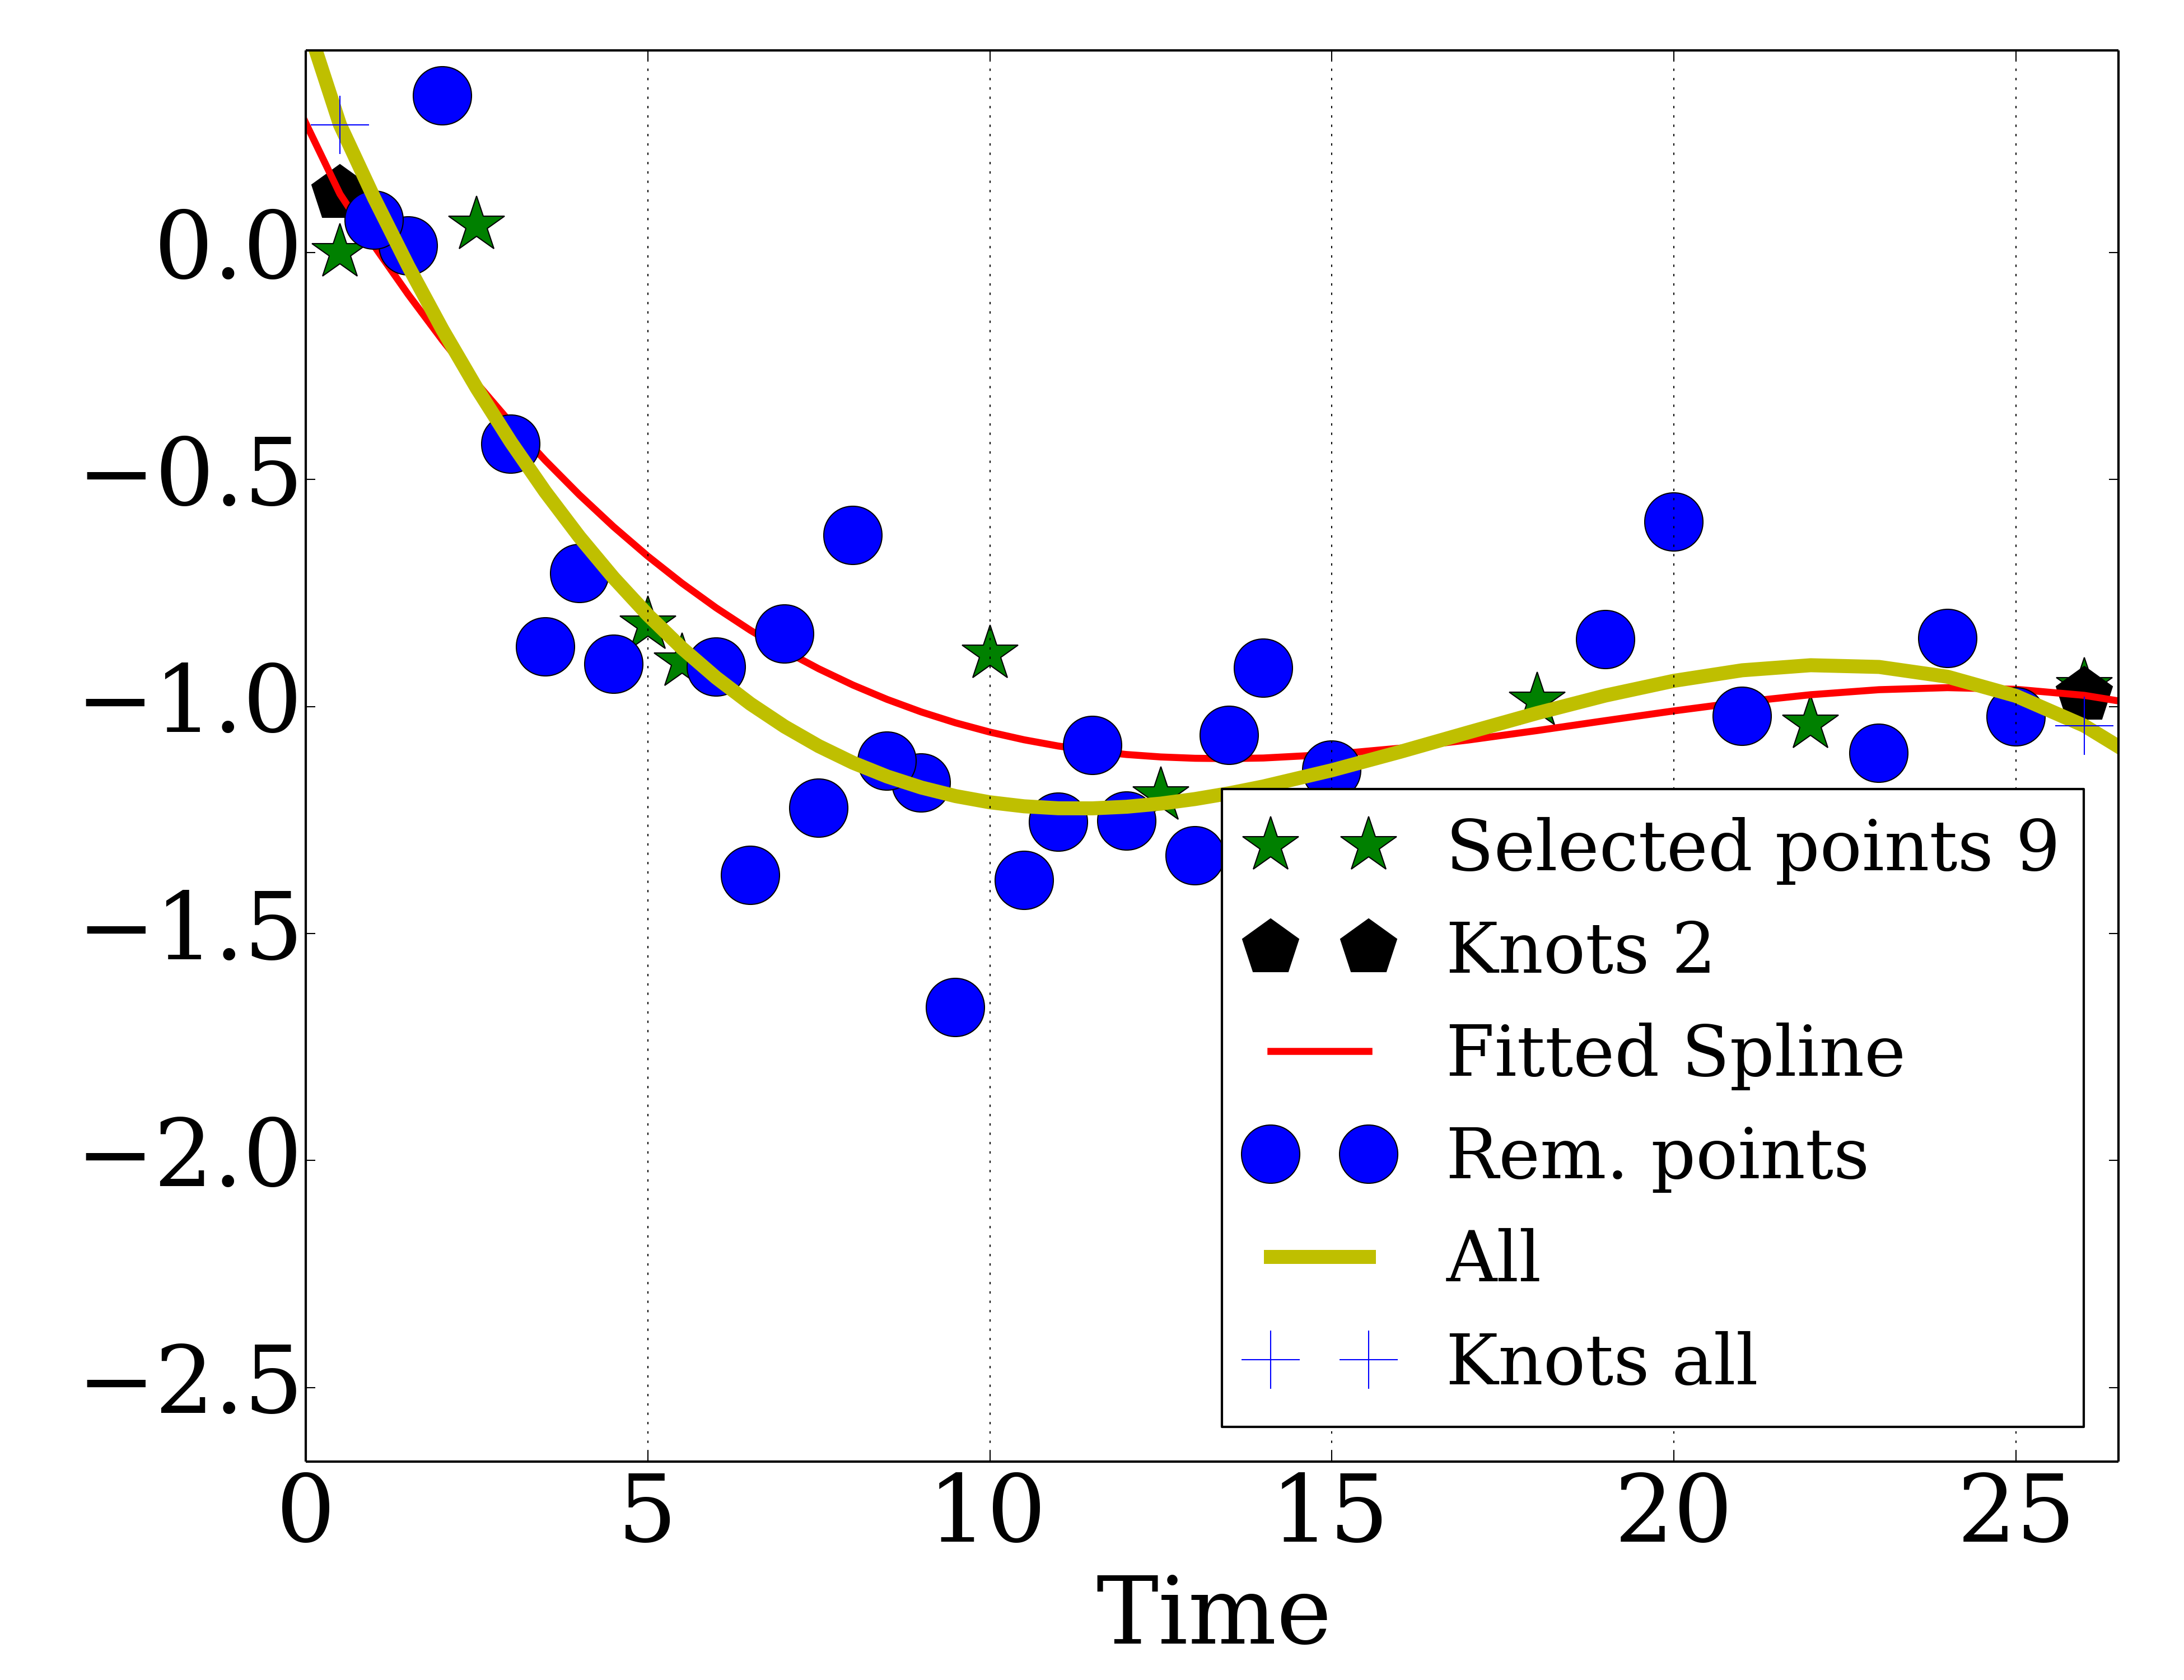 0.0
−0.5
−1.0
−1.5
−2.0
−2.5
Selected points 9
Knots 2
Fitted Spline
Rem. points
All
Knots all
0 5 10 15 20 25
Time